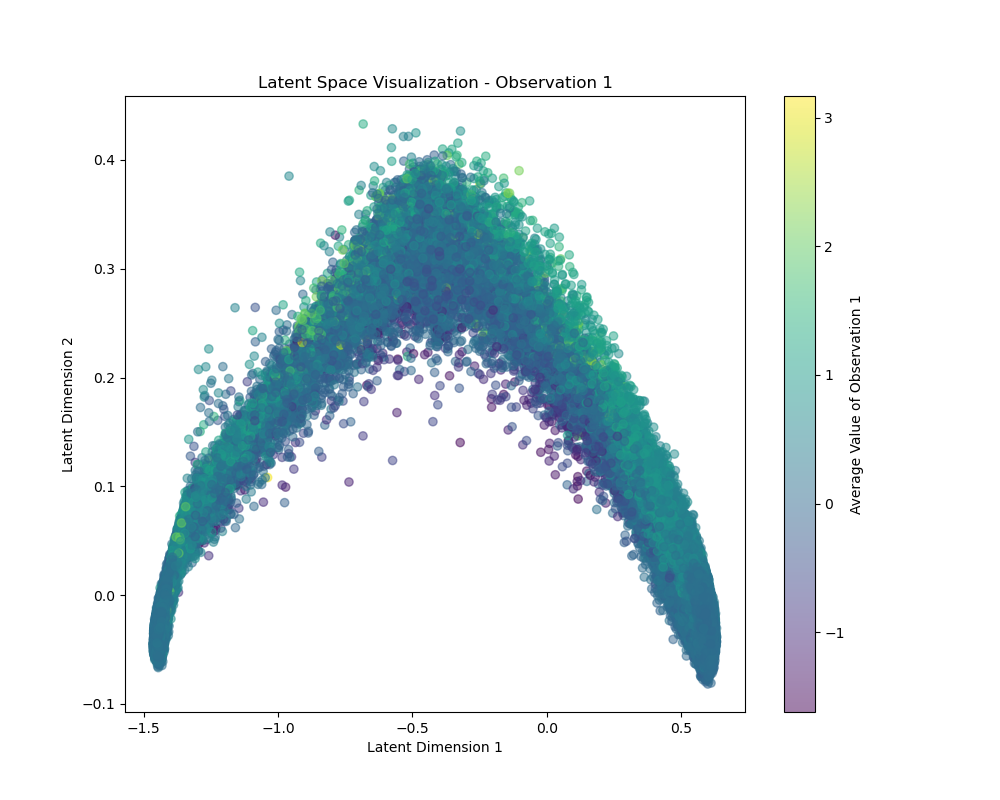 Latent Space Visualization - Observation 1
Latent Dimension 2
0.4
0.3
0.2
0.1
0.0
−0.1
−1.5 −1.0 −0.5 0.0 0.5
Latent Dimension 1
3
2
1
0
−1
Average Value of Observation 1